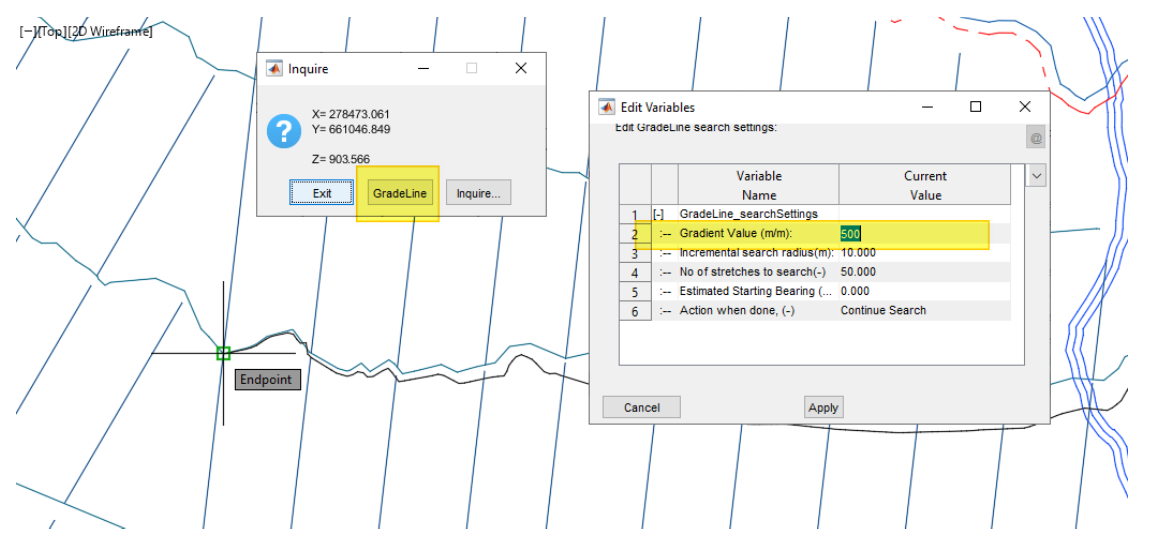 [−][Top][2D Wireframe]
Inquire
X= 278473.061
Y= 661046.849
Z= 903.566
Exit
GradeLine
Inquire...
Endpoint
Edit Variables
Edit GradeLine search settings:
@
Variable
Name
Current
Value
1 [-] GradeLine_searchSettings
2 :-- Gradient Value (m/m): 500
3 :-- Incremental search radius(m): 10.000
4 :-- No of stretches to search(-) 50.000
5 :-- Estimated Starting Bearing (... 0.000
6 :-- Action when done, (-) Continue Search
Cancel
Apply